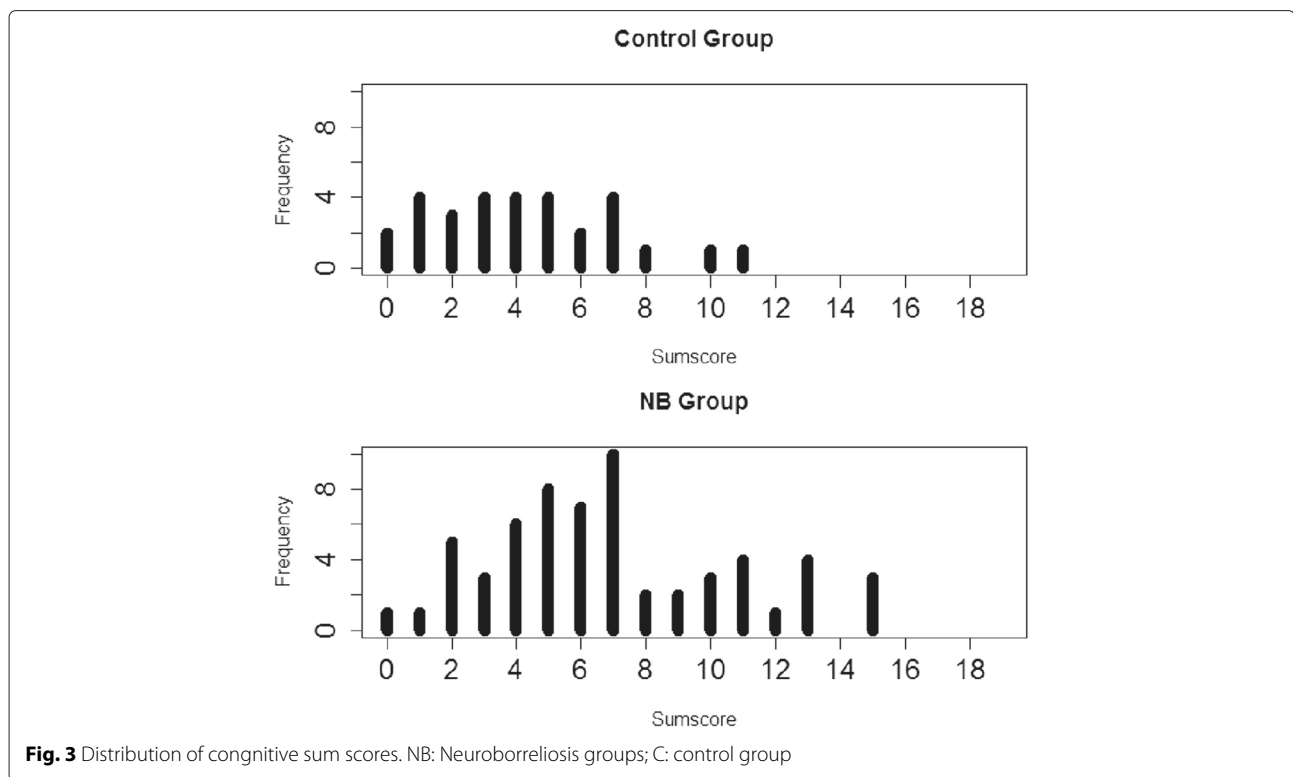 Control Group
Frequency
8
4
0
0 2 4 6 8 10 12 14 16 18
Sumscore
NB Group
Frequency
8
4
0
0 2 4 6 8 10 12 14 16 18
Sumscore
Fig. 3 Distribution of congnitive sum scores. NB: Neuroborreliosis groups; C: control group